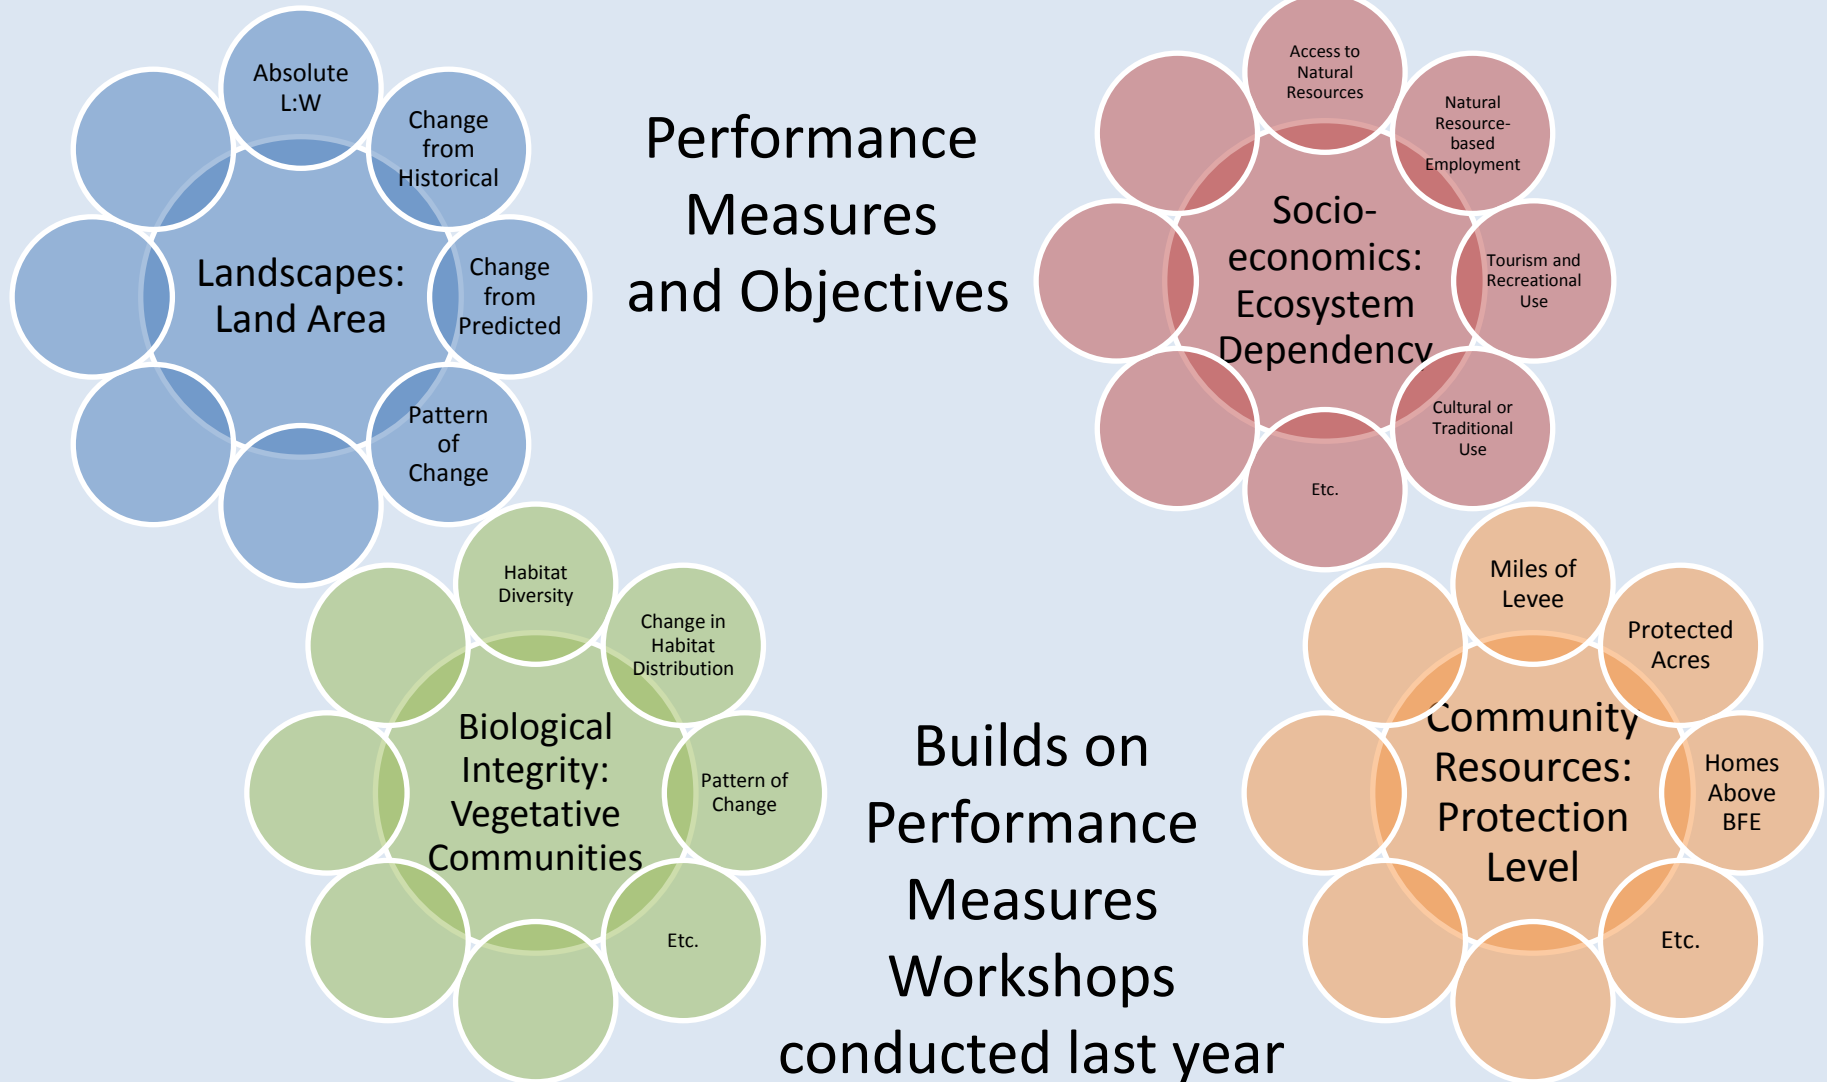 Performance
Measures
and Objectives
Absolute
L:W
Change
from
Historical
Change
from
Predicted
Pattern
of
Change
Landscapes:
Land Area
Access to
Natural
Resources
Natural
Resource-
based
Employment
Tourism and
Recreational
Use
Cultural or
Traditional
Use
Etc.
Socio-
economics:
Ecosystem
Dependency
Habitat
Diversity
Change in
Habitat
Distribution
Pattern of
Change
Etc.
Biological
Integrity:
Vegetative
Communities
Miles of
Levee
Protected
Acres
Homes
Above
BFE
Etc.
Community
Resources:
Protection
Level
Builds on
Performance
Measures
Workshops
conducted last year